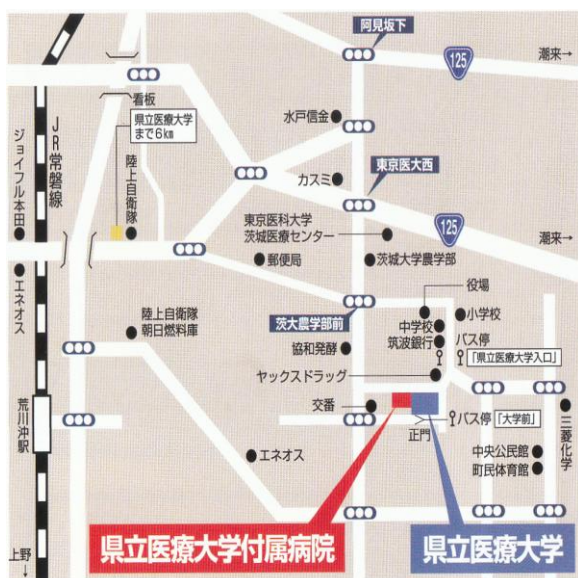 阿見坂下
125
潮来→
看板
県立医療大学
まで6km
JR常磐線
ジョイフル本田
陸上自衛隊
水戸信金
カスミ
東京医大西
東京医科大学
茨城医療センター
125
潮来→
郵便局
茨城大学農学部
エネオス
役場
茨大農学部前
小学校
中学校
筑波銀行
バス停
「県立医療大学入口」
陸上自衛隊
朝日燃料庫
協和発酵
ヤックスドラッグ
荒川沖駅
交番
バス停「大学前」
正門
三菱化学
中央公民館
町民体育館
エネオス
県立医療大学付属病院
県立医療大学
上野
↓